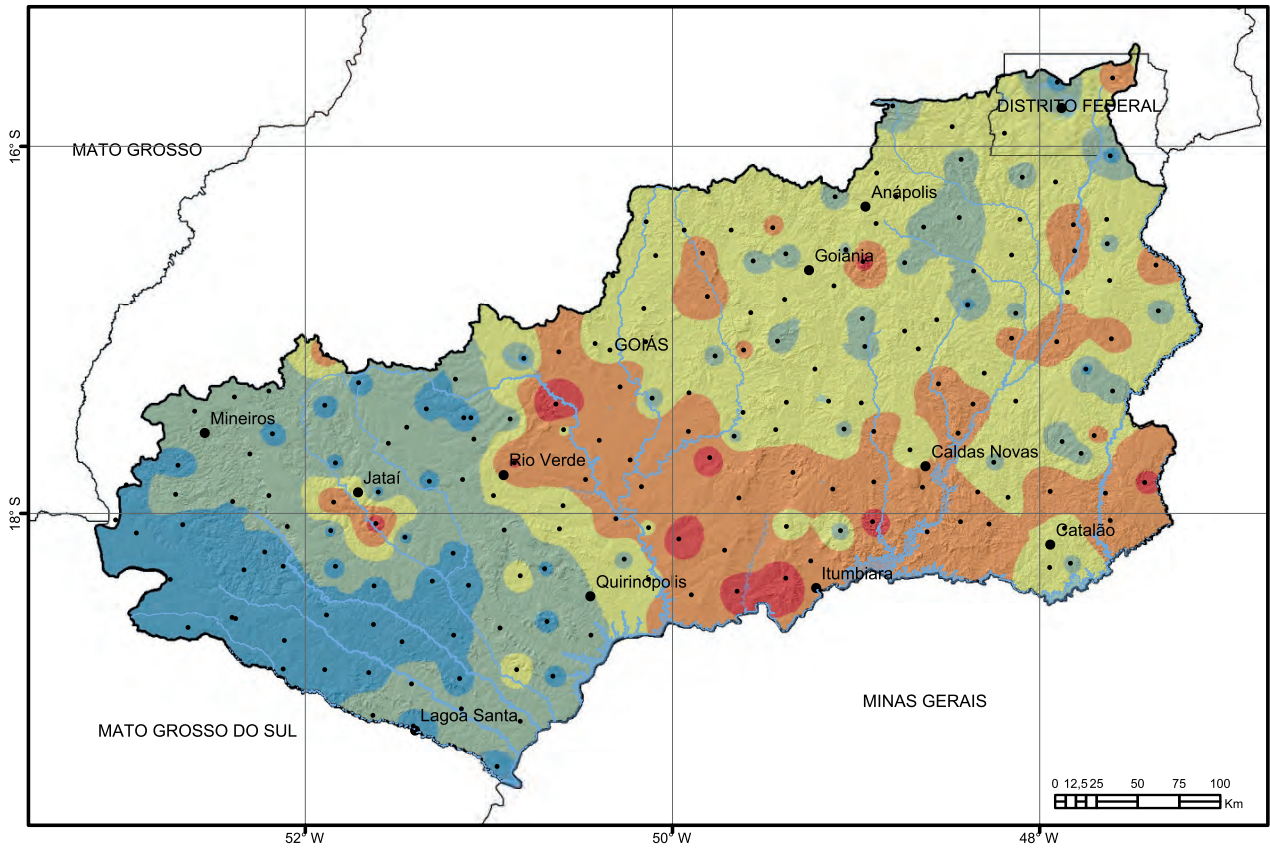 DISTRITO FEDERAL
16° S
MATO GROSSO
Anápolis
Goiânia
GOIÁS
Mineiros
Caldas Novas
Rio Verde
Jataí
18° S
Catalão
Itumbiara
Quirinópolis
MINAS GERAIS
Lagoa Santa
MATO GROSSO DO SUL
0 12,5 25 50 75 100
Km
52° W 50° W 48° W